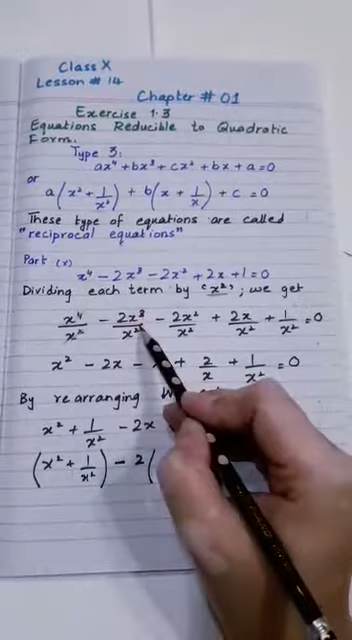 Class X
Lesson # 14
Chapter # 01
Exercise 1.3
Equations Reducible to Quadratic
Form.
Type 3:
ax⁴ + bx³ + cx² + bx + a = 0
or
a(x² + 1/x²) + b(x + 1/x) + c = 0
These type of equations are called
"reciprocal equations"
Part (x)
x⁴ - 2x³ - 2x² + 2x + 1 = 0
Dividing each term by "x²", we get
x⁴/x² - 2x³/x² - 2x²/x² + 2x/x² + 1/x² = 0
x² - 2x - + 2/x + 1/x² = 0
By rearranging
x² + 1/x² - 2x
(x² + 1/x²) - 2(